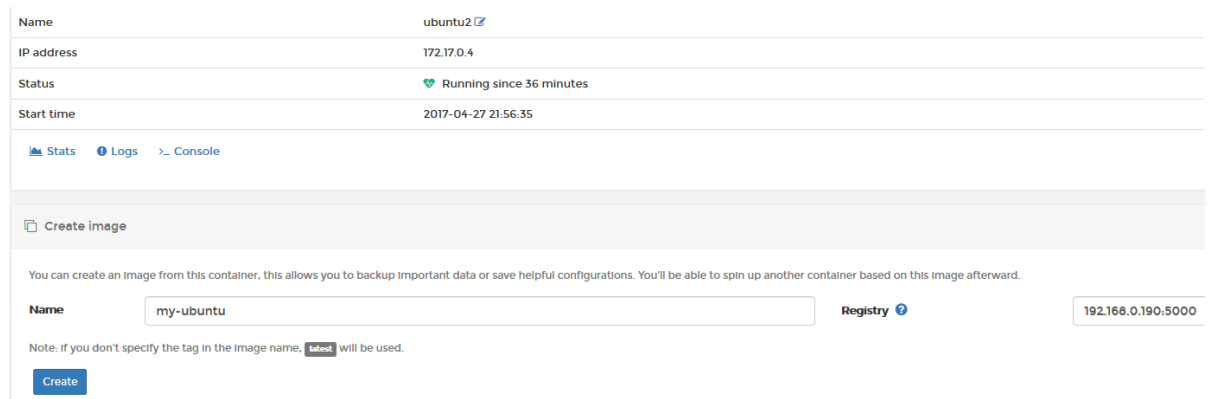 Name ubuntu2
IP address 172.17.0.4
Status Running since 36 minutes
Start time 2017-04-27 21:56:35
Stats Logs >_ Console
Create image
You can create an image from this container, this allows you to backup important data or save helpful configurations. You'll be able to spin up another container based on this image afterward.
Name my-ubuntu Registry ? 192.168.0.190:5000
Note: if you don't specify the tag in the image name, latest will be used.
Create